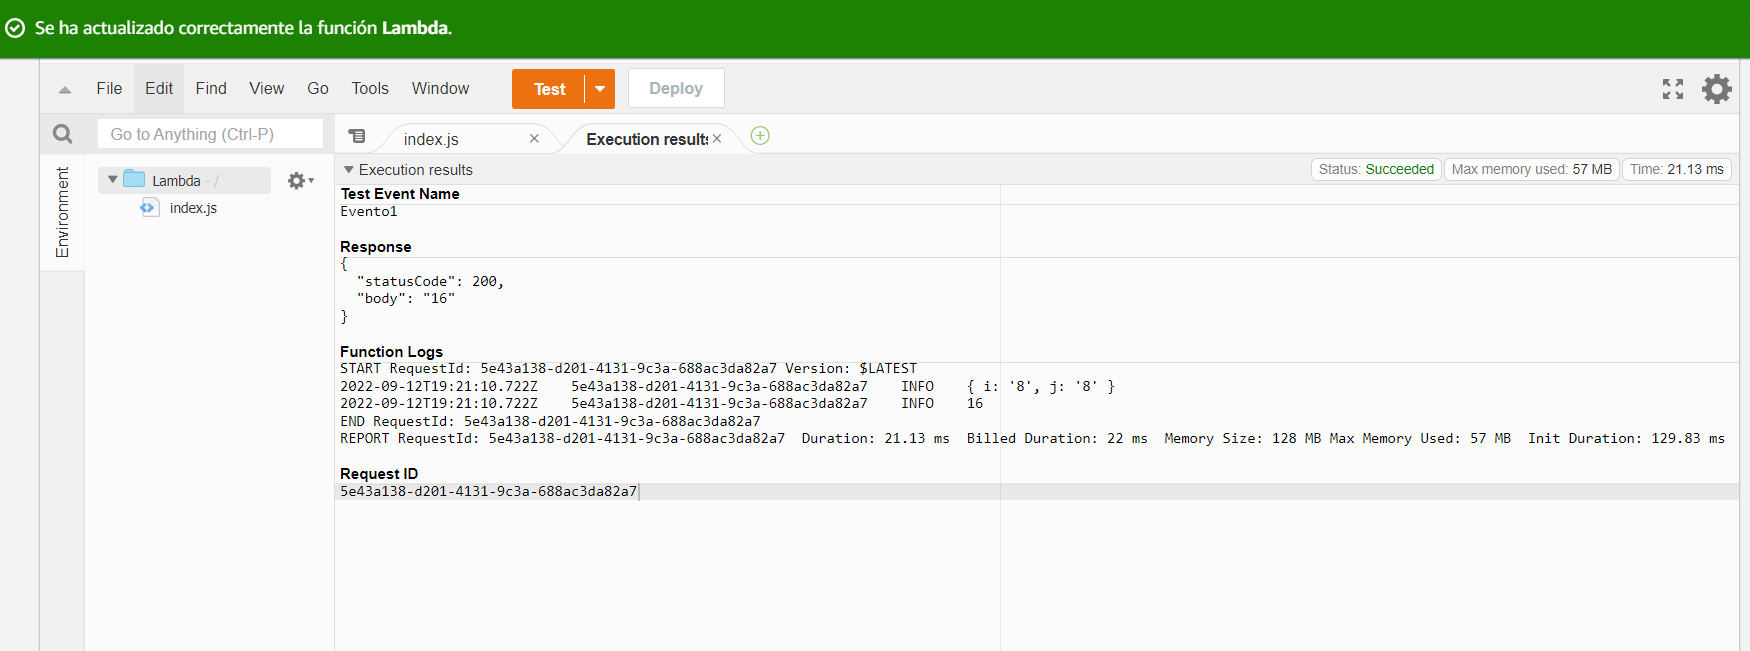 Se ha actualizado correctamente la función Lambda.
File Edit Find View Go Tools Window Test Deploy
Go to Anything (Ctrl-P)
index.js Execution results
Environment
Lambda - /
index.js
Execution results Status: Succeeded Max memory used: 57 MB Time: 21.13 ms
Test Event Name
Evento1
Response
{
"statusCode": 200,
"body": "16"
}
Function Logs
START RequestId: 5e43a138-d201-4131-9c3a-688ac3da82a7 Version: $LATEST
2022-09-12T19:21:10.722Z 5e43a138-d201-4131-9c3a-688ac3da82a7 INFO { i: '8', j: '8' }
2022-09-12T19:21:10.722Z 5e43a138-d201-4131-9c3a-688ac3da82a7 INFO 16
END RequestId: 5e43a138-d201-4131-9c3a-688ac3da82a7
REPORT RequestId: 5e43a138-d201-4131-9c3a-688ac3da82a7 Duration: 21.13 ms Billed Duration: 22 ms Memory Size: 128 MB Max Memory Used: 57 MB Init Duration: 129.83 ms
Request ID
5e43a138-d201-4131-9c3a-688ac3da82a7